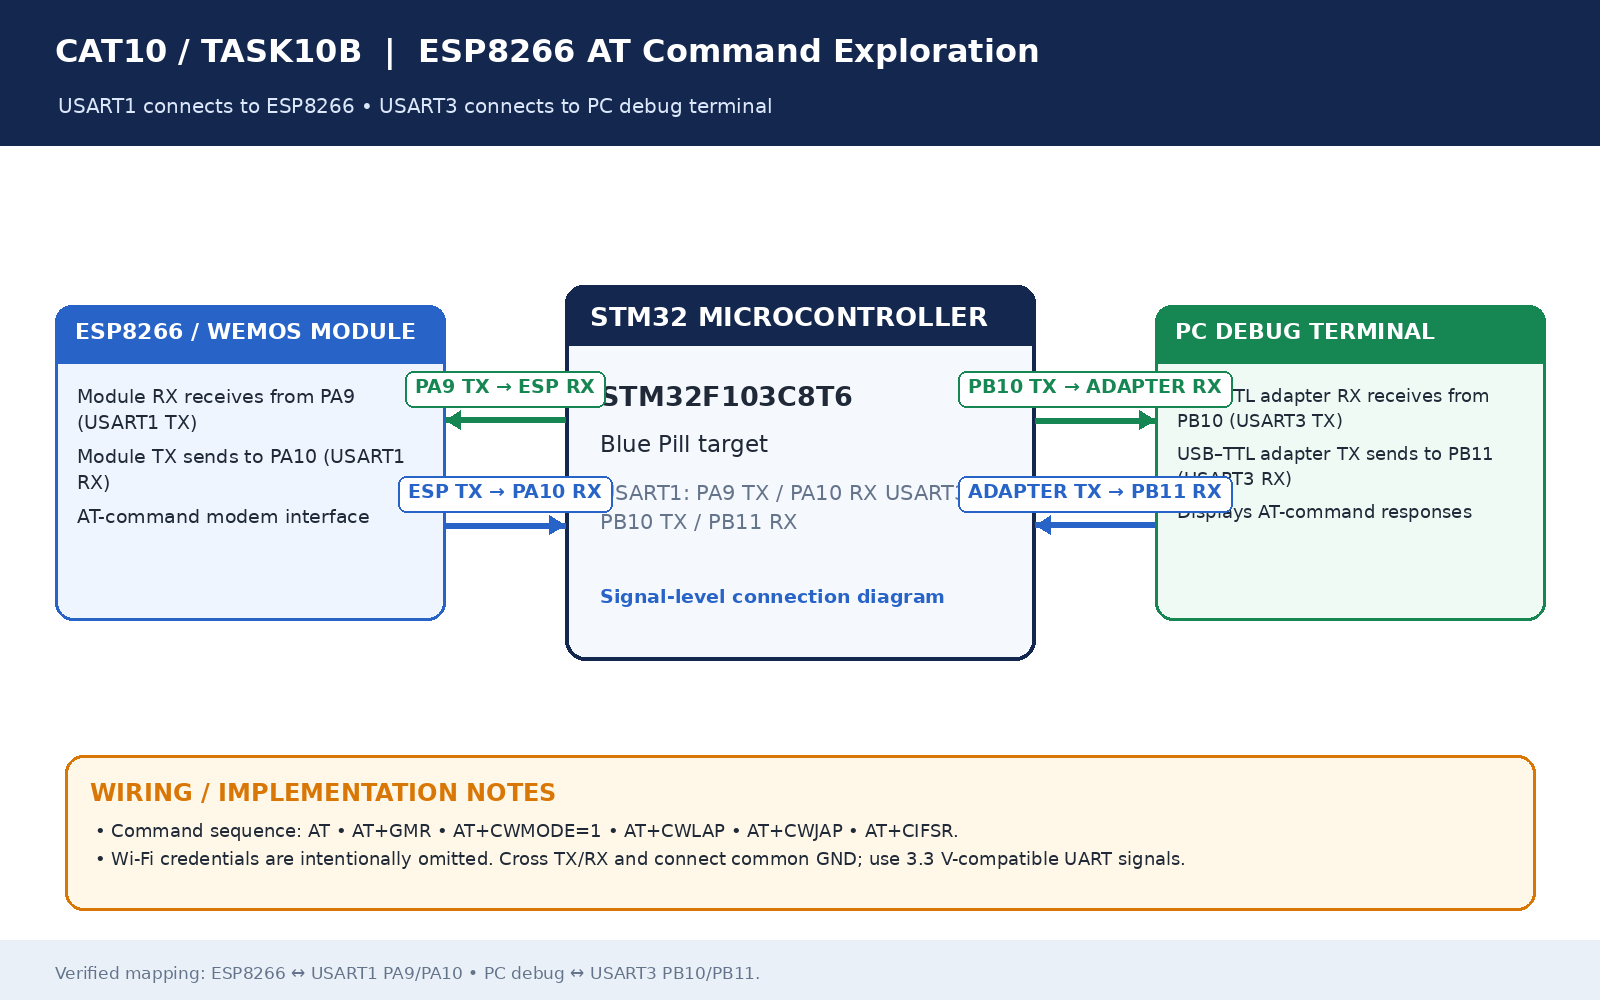 CAT10 / TASK10B | ESP8266 AT Command Exploration
USART1 connects to ESP8266 • USART3 connects to PC debug terminal
ESP8266 / WEMOS MODULE
Module RX receives from PA9
(USART1 TX)
Module TX sends to PA10 (USART1
RX)
AT-command modem interface
PA9 TX → ESP RX
ESP TX → PA10 RX
STM32 MICROCONTROLLER
STM32F103C8T6
Blue Pill target
USART1: PA9 TX / PA10 RX USART3
PB10 TX / PB11 RX
Signal-level connection diagram
PB10 TX → ADAPTER RX
ADAPTER TX → PB11 RX
PC DEBUG TERMINAL
adapter RX receives from
PB10 (USART3 TX)
USB–TTL adapter TX sends to PB11
(USART3 RX)
Displays AT-command responses
WIRING / IMPLEMENTATION NOTES
• Command sequence: AT • AT+GMR • AT+CWMODE=1 • AT+CWLAP • AT+CWJAP • AT+CIFSR.
• Wi-Fi credentials are intentionally omitted. Cross TX/RX and connect common GND; use 3.3 V-compatible UART signals.
Verified mapping: ESP8266 ↔ USART1 PA9/PA10 • PC debug ↔ USART3 PB10/PB11.